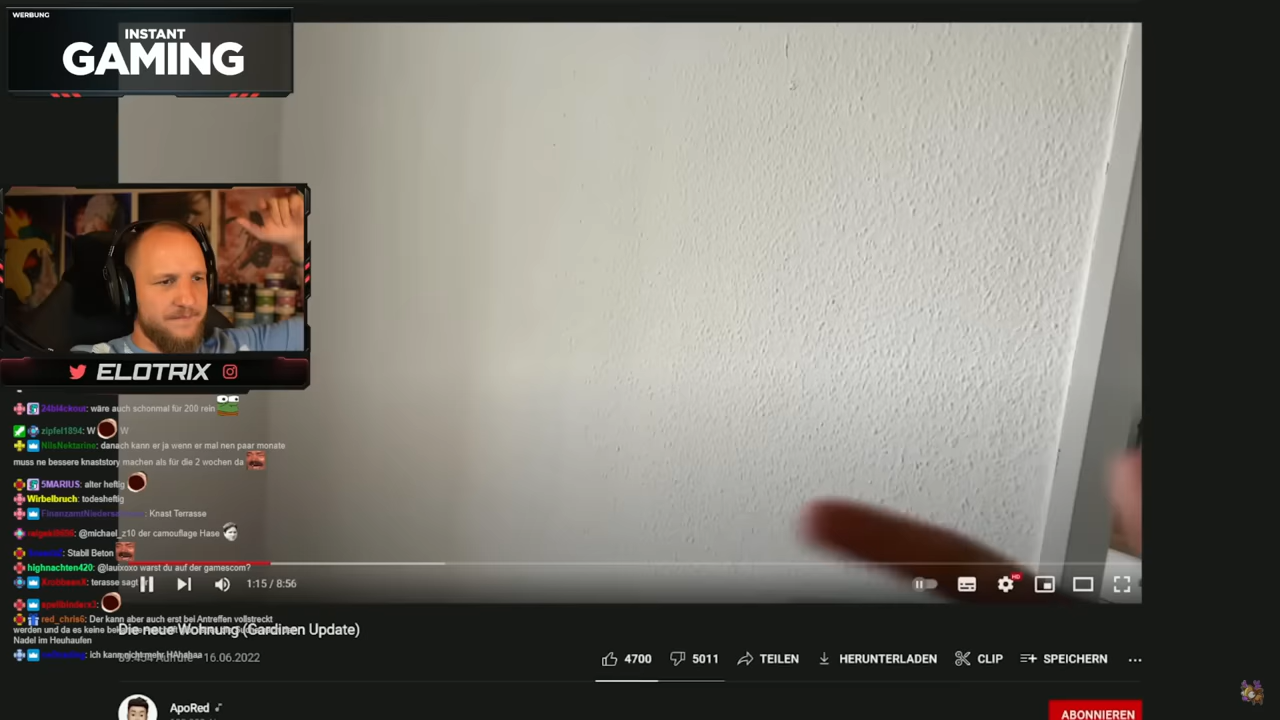 WERBUNG
INSTANT
GAMING
ELOTRIX
24bl4ckout: wäre auch schonmal für 200 rein
zipfel1894: W W
NilsNektarine: danach kann er ja wenn er mal nen paar monate
muss ne bessere knaststory machen als für die 2 wochen da
5MARIUS: alter heftig
Wirbelbruch: todesheftig
Knast Terrasse
@michael_z10 der camouflage Hase
Stabil Beton
highnachten420: @lauixoxo warst du auf der gamescom?
terasse sagt
1:15 / 8:56
HD
spellbinderx3:
red_chris6: Der kann aber auch erst bei Antreffen vollstreckt
werden und da es keine
Nadel im Heuhaufen
Die neue Wohnung (Gardinen Update)
Ich kann nicht mehr HAhahaa
Aufrufe · 16.06.2022
4700
5011
TEILEN
HERUNTERLADEN
CLIP
SPEICHERN
ApoRed
ABONNIEREN